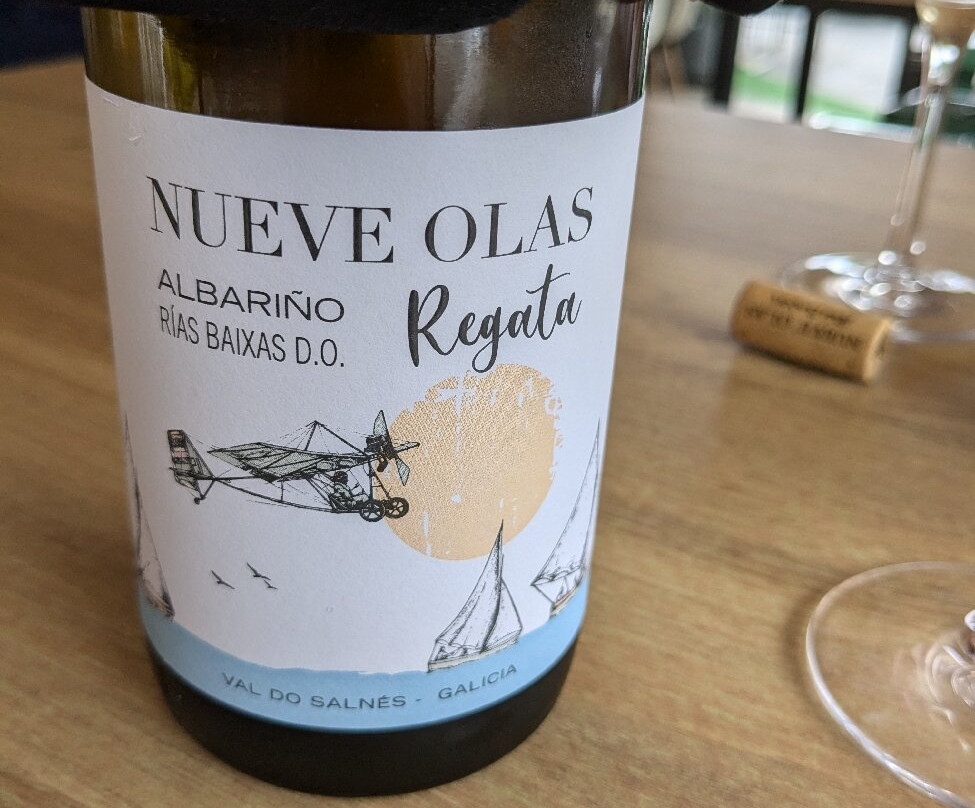 NUEVE OLAS
ALBARIÑO
RÍAS BAIXAS D.O.
Regata
VAL DO SALNÉS - GALICIA